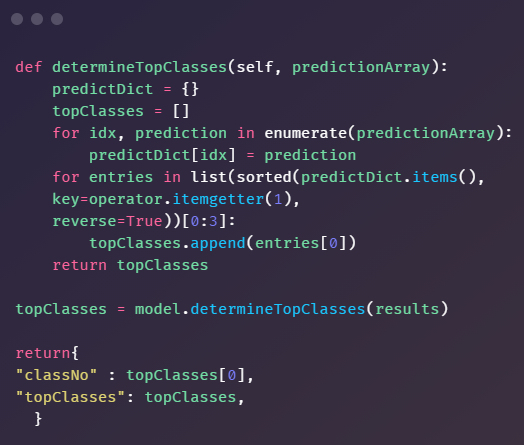 def determineTopClasses(self, predictionArray):
    predictDict = {}
    topClasses = []
    for idx, prediction in enumerate(predictionArray):
        predictDict[idx] = prediction
    for entries in list(sorted(predictDict.items(),
    key=operator.itemgetter(1),
    reverse=True))[0:3]:
        topClasses.append(entries[0])
    return topClasses

topClasses = model.determineTopClasses(results)

return{
"classNo" : topClasses[0],
"topClasses": topClasses,
  }